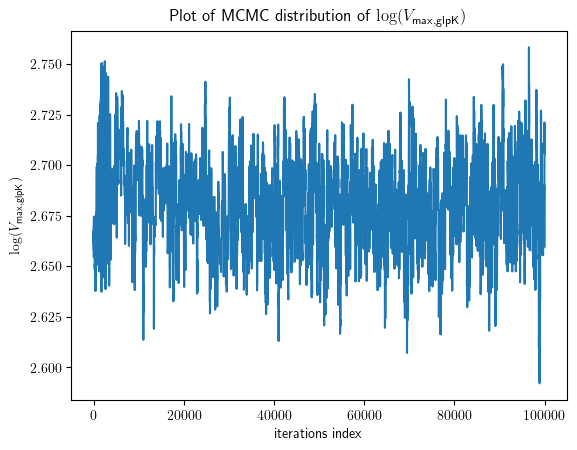 Plot of MCMC distribution of log(V_max,glpK)
log(V_max,glpK)
2.750
2.725
2.700
2.675
2.650
2.625
2.600
0 20000 40000 60000 80000 100000
iterations index